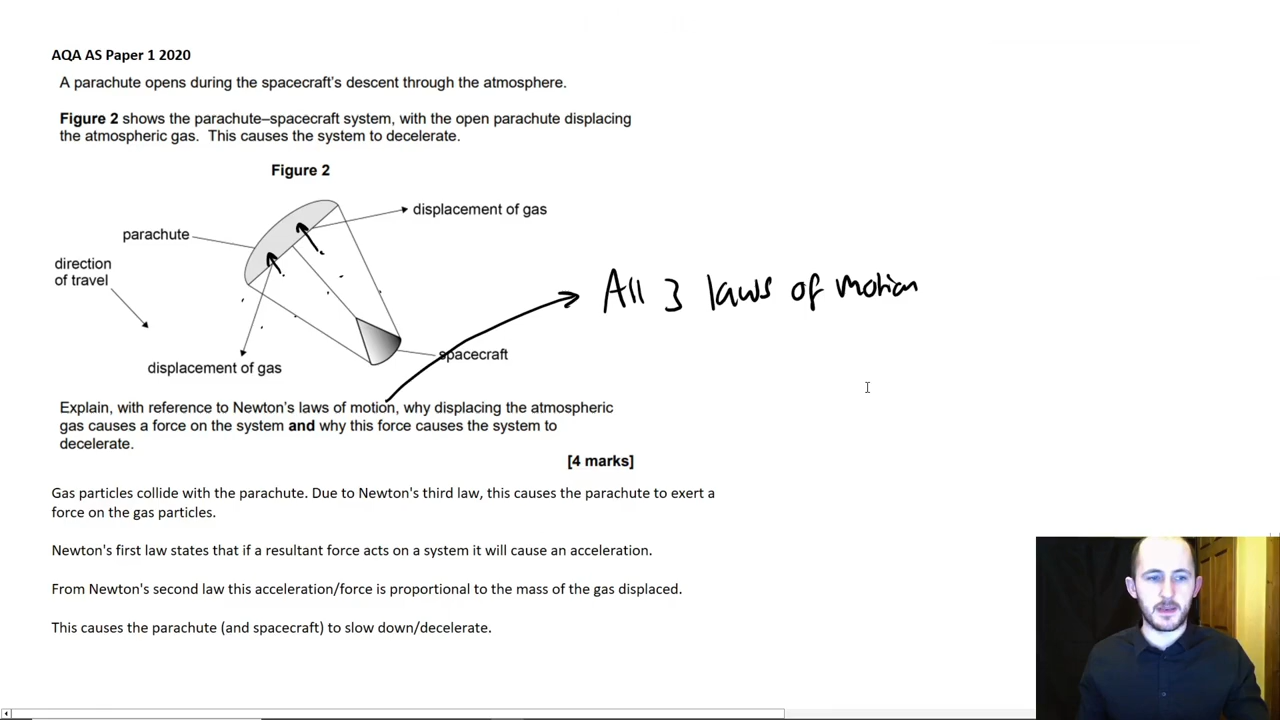 AQA AS Paper 1 2020
A parachute opens during the spacecraft's descent through the atmosphere.
Figure 2 shows the parachute–spacecraft system, with the open parachute displacing
the atmospheric gas. This causes the system to decelerate.
Figure 2
displacement of gas
parachute
direction
of travel
All 3 laws of motion
spacecraft
displacement of gas
Explain, with reference to Newton's laws of motion, why displacing the atmospheric
gas causes a force on the system and why this force causes the system to
decelerate.
[4 marks]
Gas particles collide with the parachute. Due to Newton's third law, this causes the parachute to exert a
force on the gas particles.
Newton's first law states that if a resultant force acts on a system it will cause an acceleration.
From Newton's second law this acceleration/force is proportional to the mass of the gas displaced.
This causes the parachute (and spacecraft) to slow down/decelerate.